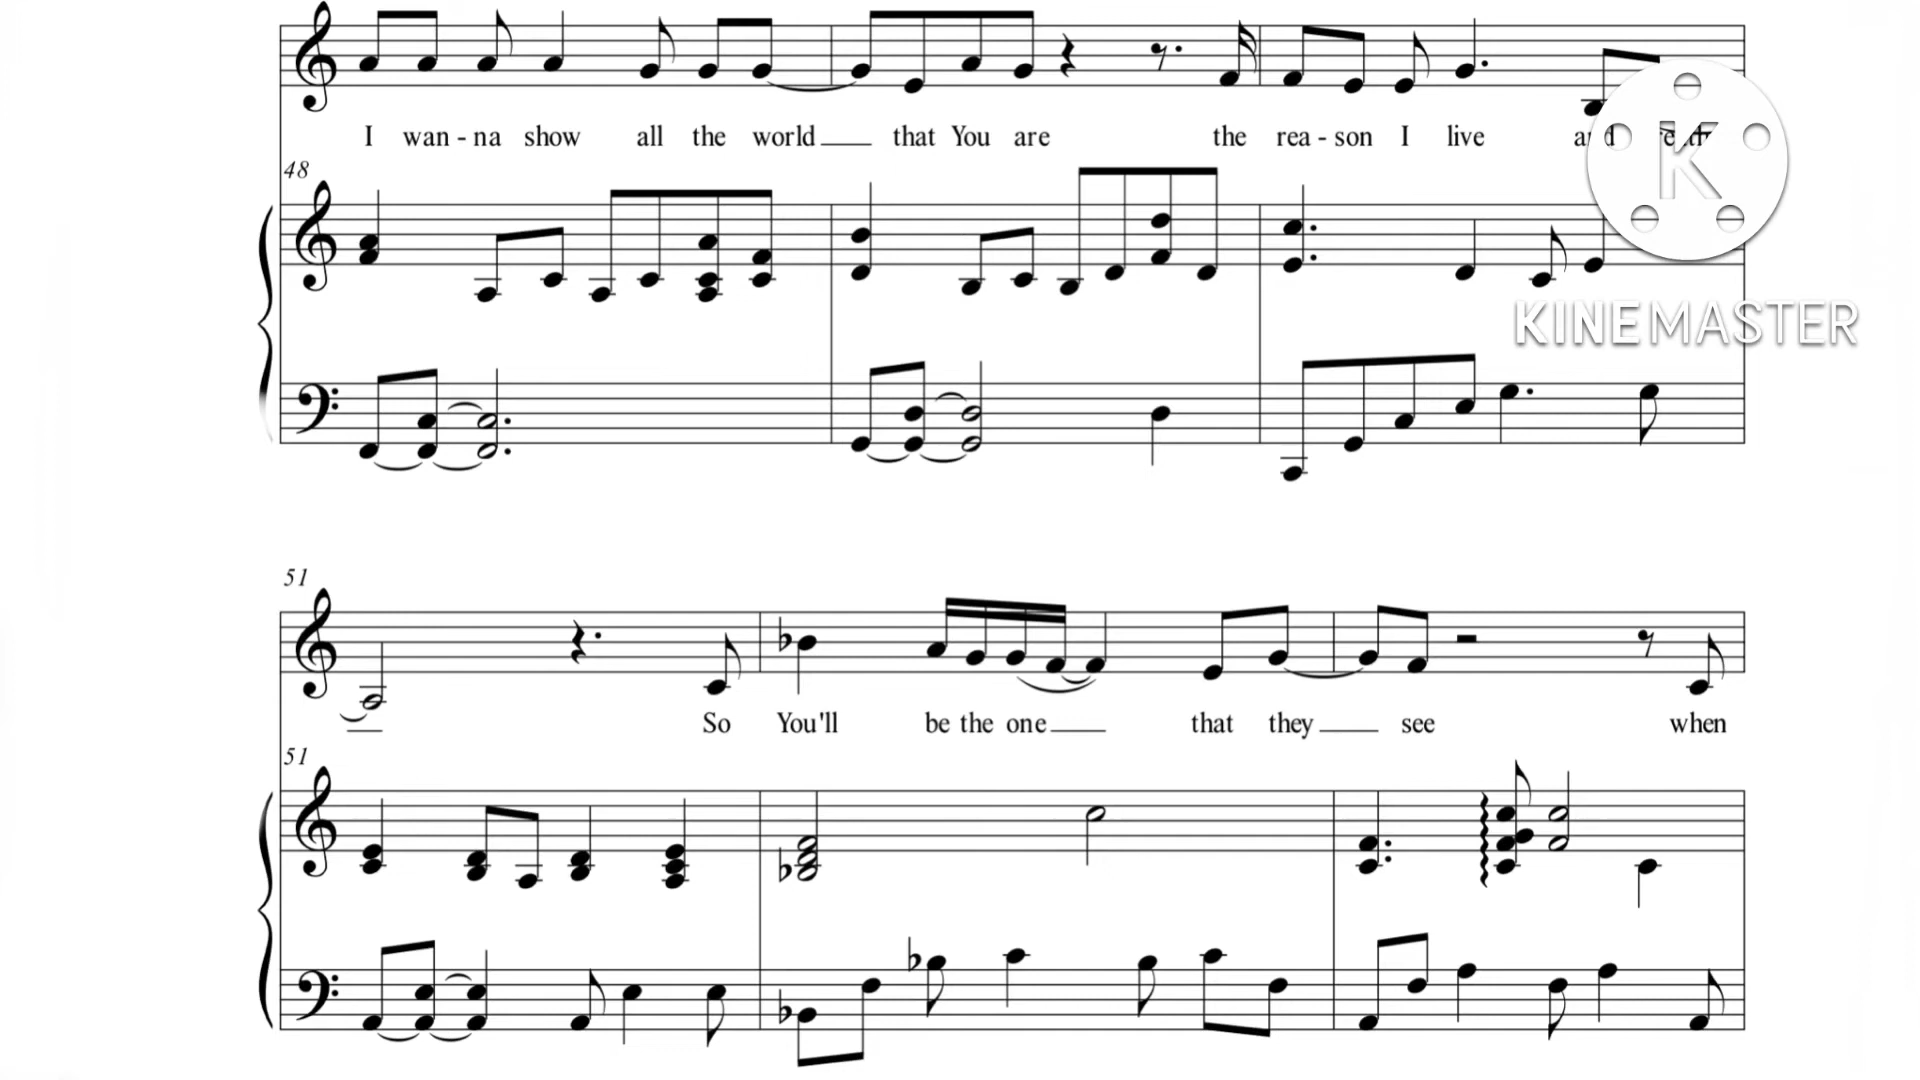 I wan - na show all the world that You are the rea - son I live and
48
K
KINEMASTER
51
So You'll be the one that they see when
51